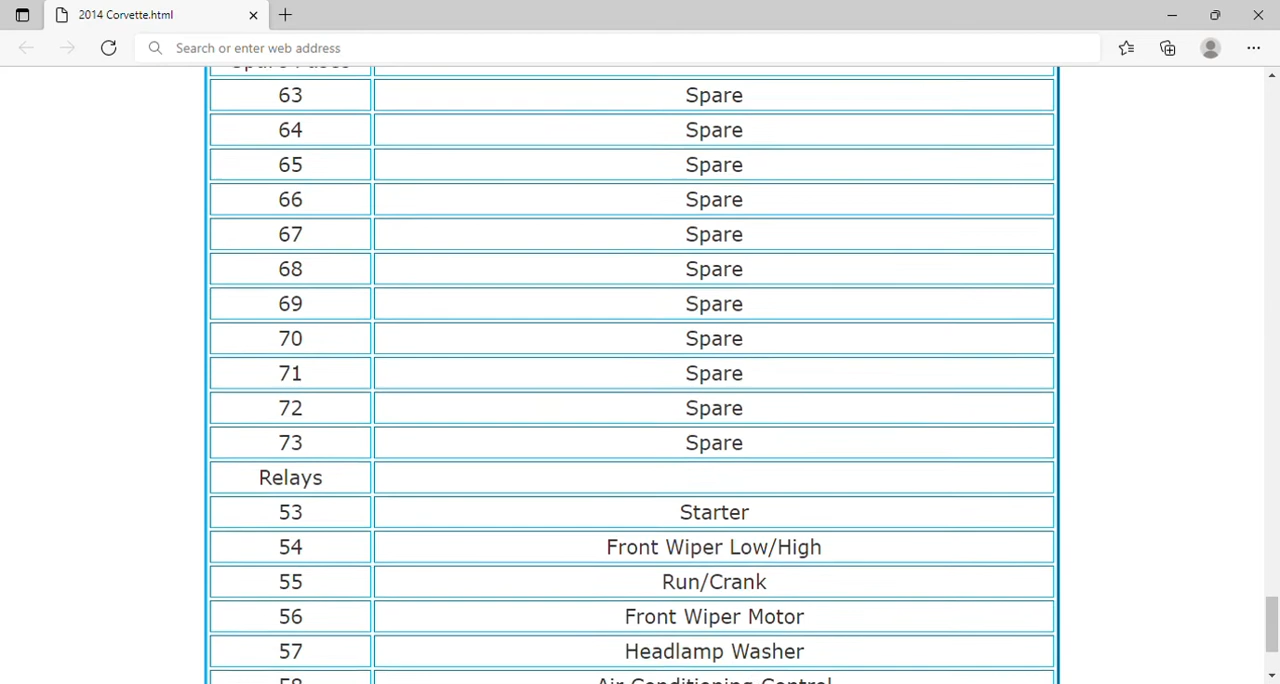 2014 Corvette.html
Search or enter web address
Spare Fuses
63 Spare
64 Spare
65 Spare
66 Spare
67 Spare
68 Spare
69 Spare
70 Spare
71 Spare
72 Spare
73 Spare
Relays
53 Starter
54 Front Wiper Low/High
55 Run/Crank
56 Front Wiper Motor
57 Headlamp Washer
58 Air Conditioning Control